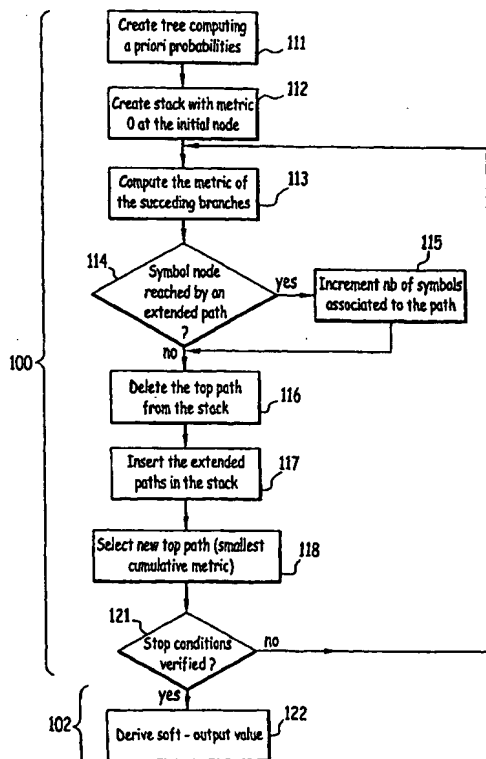 Create tree computing
a priori probabilities
111
Create stack with metric
0 at the initial node
112
Compute the metric of
the succeding branches
113
114
Symbol node
reached by an
extended path
?
yes
no
115
Increment nb of symbols
associated to the path
100
Delete the top path
from the stack
116
Insert the extended
paths in the stack
117
Select new top path (smallest
cumulative metric)
118
121
Stop conditions
verified ?
no
yes
102
Derive soft - output value
122